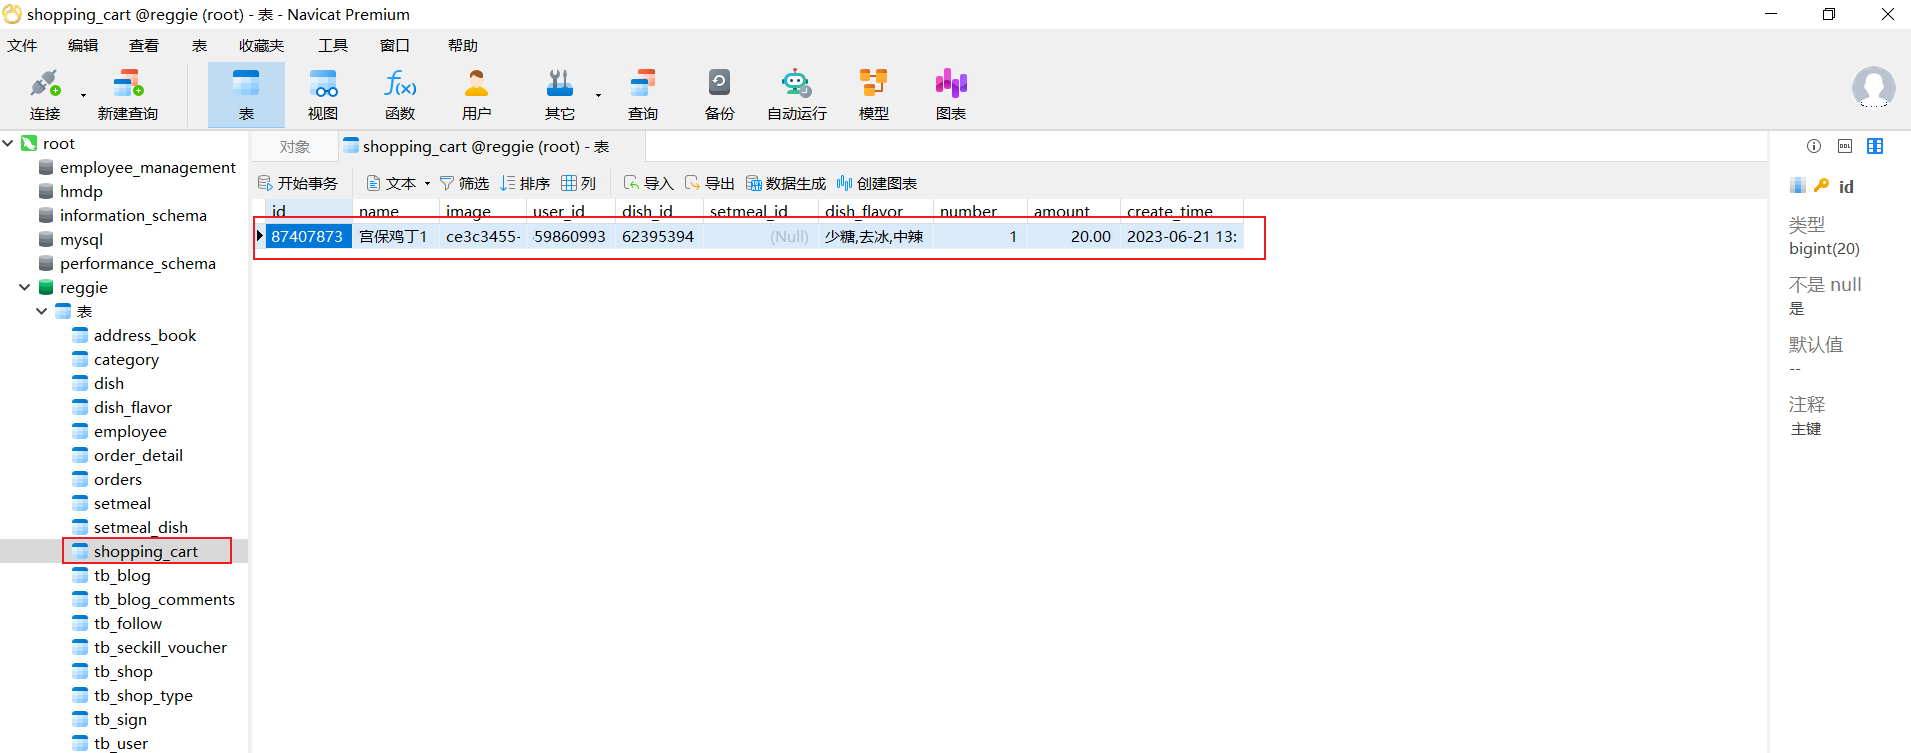 shopping_cart @reggie (root) - 表 - Navicat Premium
文件 编辑 查看 表 收藏夹 工具 窗口 帮助
连接 新建查询 表 视图 函数 用户 其它 查询 备份 自动运行 模型 图表
root
employee_management
hmdp
information_schema
mysql
performance_schema
reggie
表
address_book
category
dish
dish_flavor
employee
order_detail
orders
setmeal
setmeal_dish
shopping_cart
tb_blog
tb_blog_comments
tb_follow
tb_seckill_voucher
tb_shop
tb_shop_type
tb_sign
tb_user
对象 shopping_cart @reggie (root) - 表
开始事务 文本 筛选 排序 列 导入 导出 数据生成 创建图表
id name image user_id dish_id setmeal_id dish_flavor number amount create_time
87407873 宫保鸡丁1 ce3c3455- 59860993 62395394 (Null) 少糖,去冰,中辣 1 20.00 2023-06-21 13:
id
类型
bigint(20)
不是 null
是
默认值
--
注释
主键